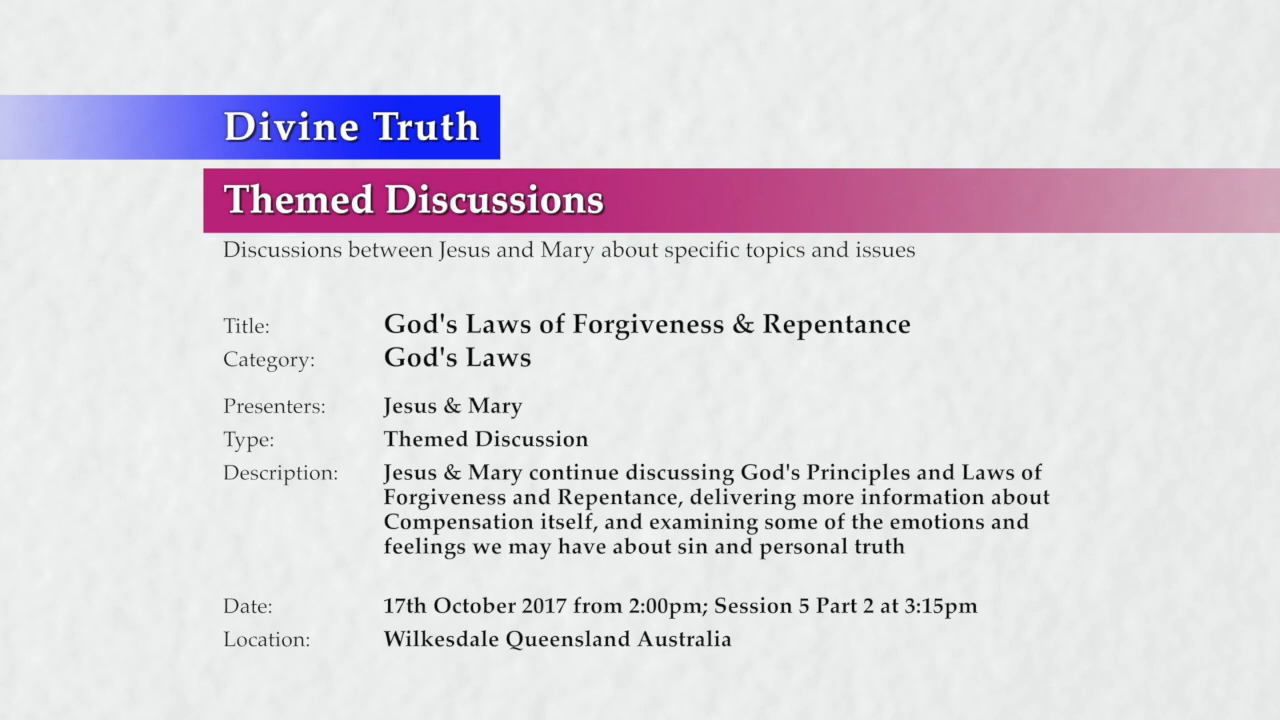 Divine Truth
Themed Discussions
Discussions between Jesus and Mary about specific topics and issues
Title: God's Laws of Forgiveness & Repentance
Category: God's Laws
Presenters: Jesus & Mary
Type: Themed Discussion
Description: Jesus & Mary continue discussing God's Principles and Laws of
Forgiveness and Repentance, delivering more information about
Compensation itself, and examining some of the emotions and
feelings we may have about sin and personal truth
Date: 17th October 2017 from 2:00pm; Session 5 Part 2 at 3:15pm
Location: Wilkesdale Queensland Australia